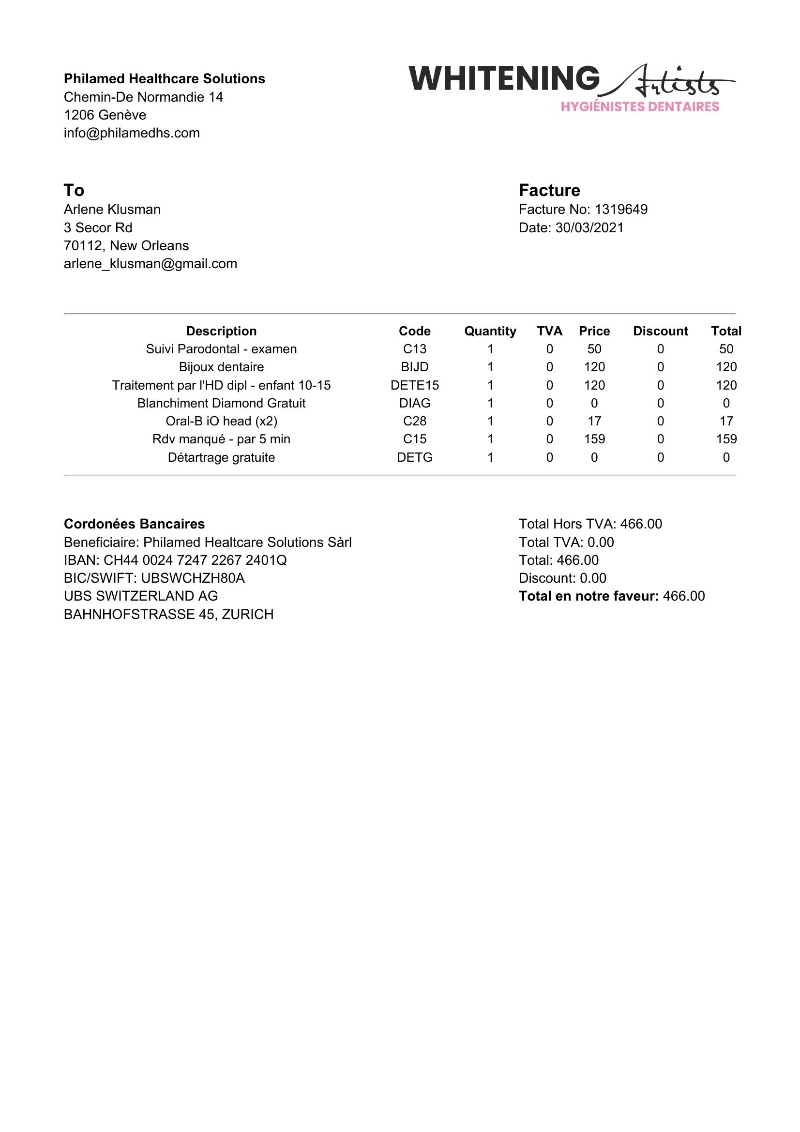 Philamed Healthcare Solutions
Chemin-De Normandie 14
1206 Genève
info@philamedhs.com
WHITENING Artists
HYGIÉNISTES DENTAIRES
To
Arlene Klusman
3 Secor Rd
70112, New Orleans
arlene_klusman@gmail.com
Facture
Facture No: 1319649
Date: 30/03/2021
Description Code Quantity TVA Price Discount Total
Suivi Parodontal - examen C13 1 0 50 0 50
Bijoux dentaire BIJD 1 0 120 0 120
Traitement par l'HD dipl - enfant 10-15 DETE15 1 0 120 0 120
Blanchiment Diamond Gratuit DIAG 1 0 0 0 0
Oral-B iO head (x2) C28 1 0 17 0 17
Rdv manqué - par 5 min C15 1 0 159 0 159
Détartrage gratuite DETG 1 0 0 0 0
Cordonées Bancaires
Beneficiaire: Philamed Healtcare Solutions Sàrl
IBAN: CH44 0024 7247 2267 2401Q
BIC/SWIFT: UBSWCHZH80A
UBS SWITZERLAND AG
BAHNHOFSTRASSE 45, ZURICH
Total Hors TVA: 466.00
Total TVA: 0.00
Total: 466.00
Discount: 0.00
Total en notre faveur: 466.00